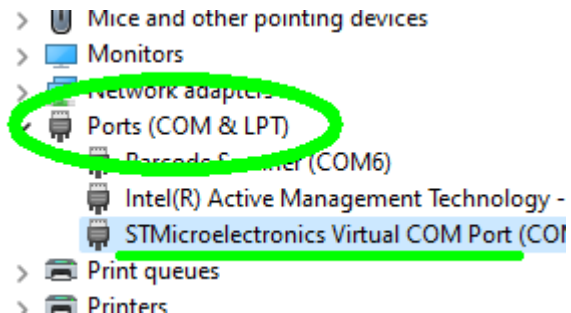 Mice and other pointing devices
Monitors
Network adapters
Ports (COM & LPT)
Barcode Scanner (COM6)
Intel(R) Active Management Technology -
STMicroelectronics Virtual COM Port (COM
Print queues
Printers